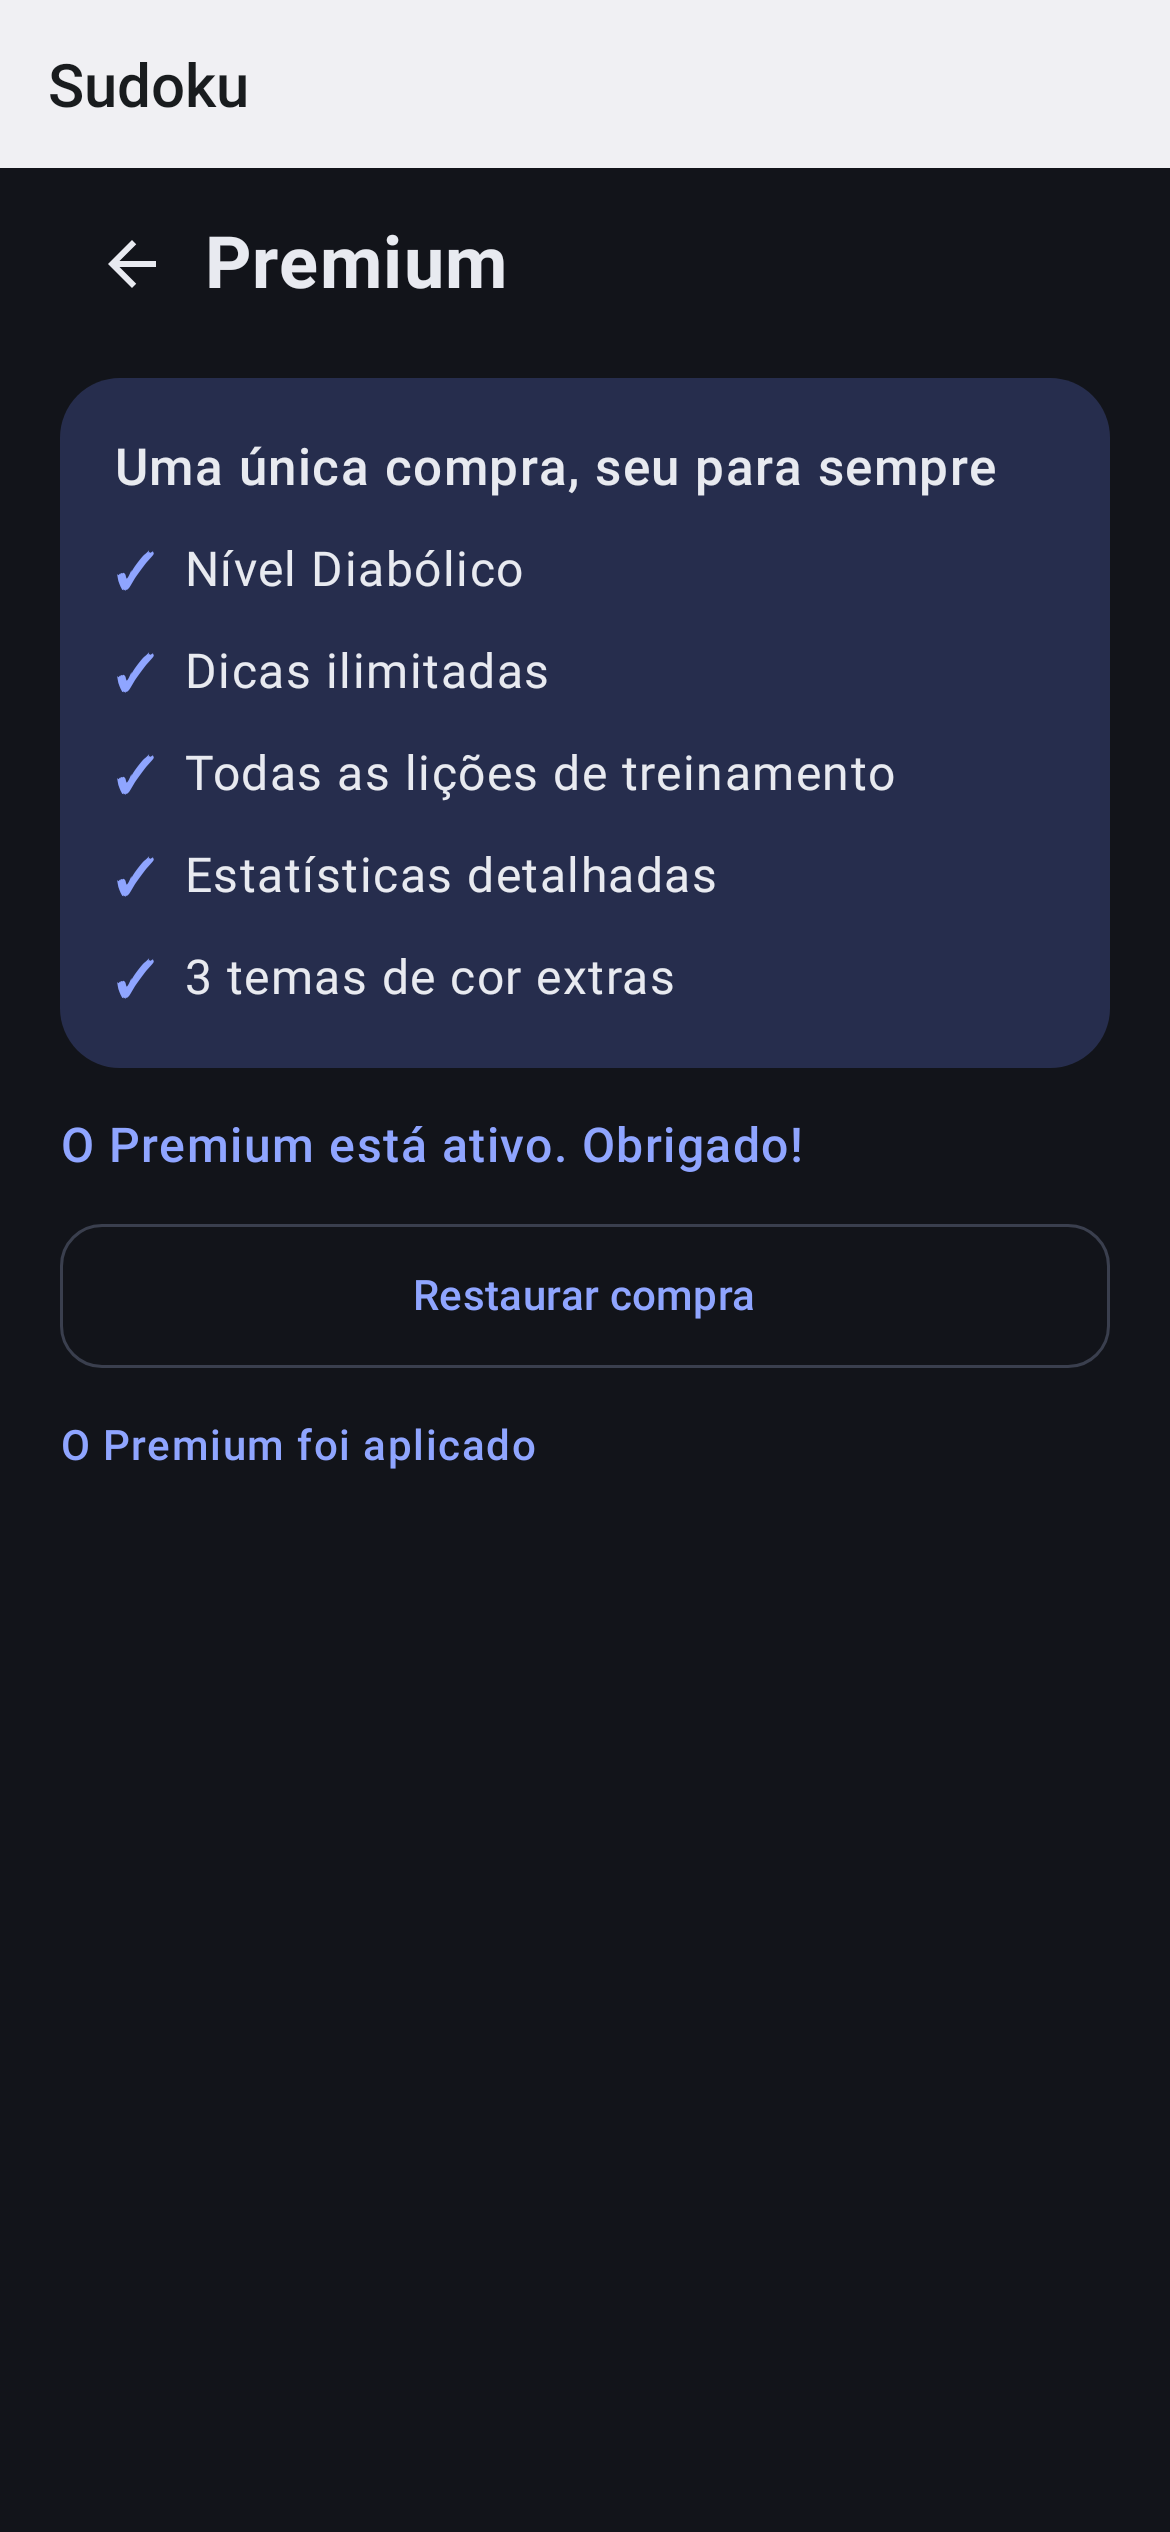 Sudoku
Premium
Uma única compra, seu para sempre
✓ Nível Diabólico
✓ Dicas ilimitadas
✓ Todas as lições de treinamento
✓ Estatísticas detalhadas
✓ 3 temas de cor extras
O Premium está ativo. Obrigado!
Restaurar compra
O Premium foi aplicado